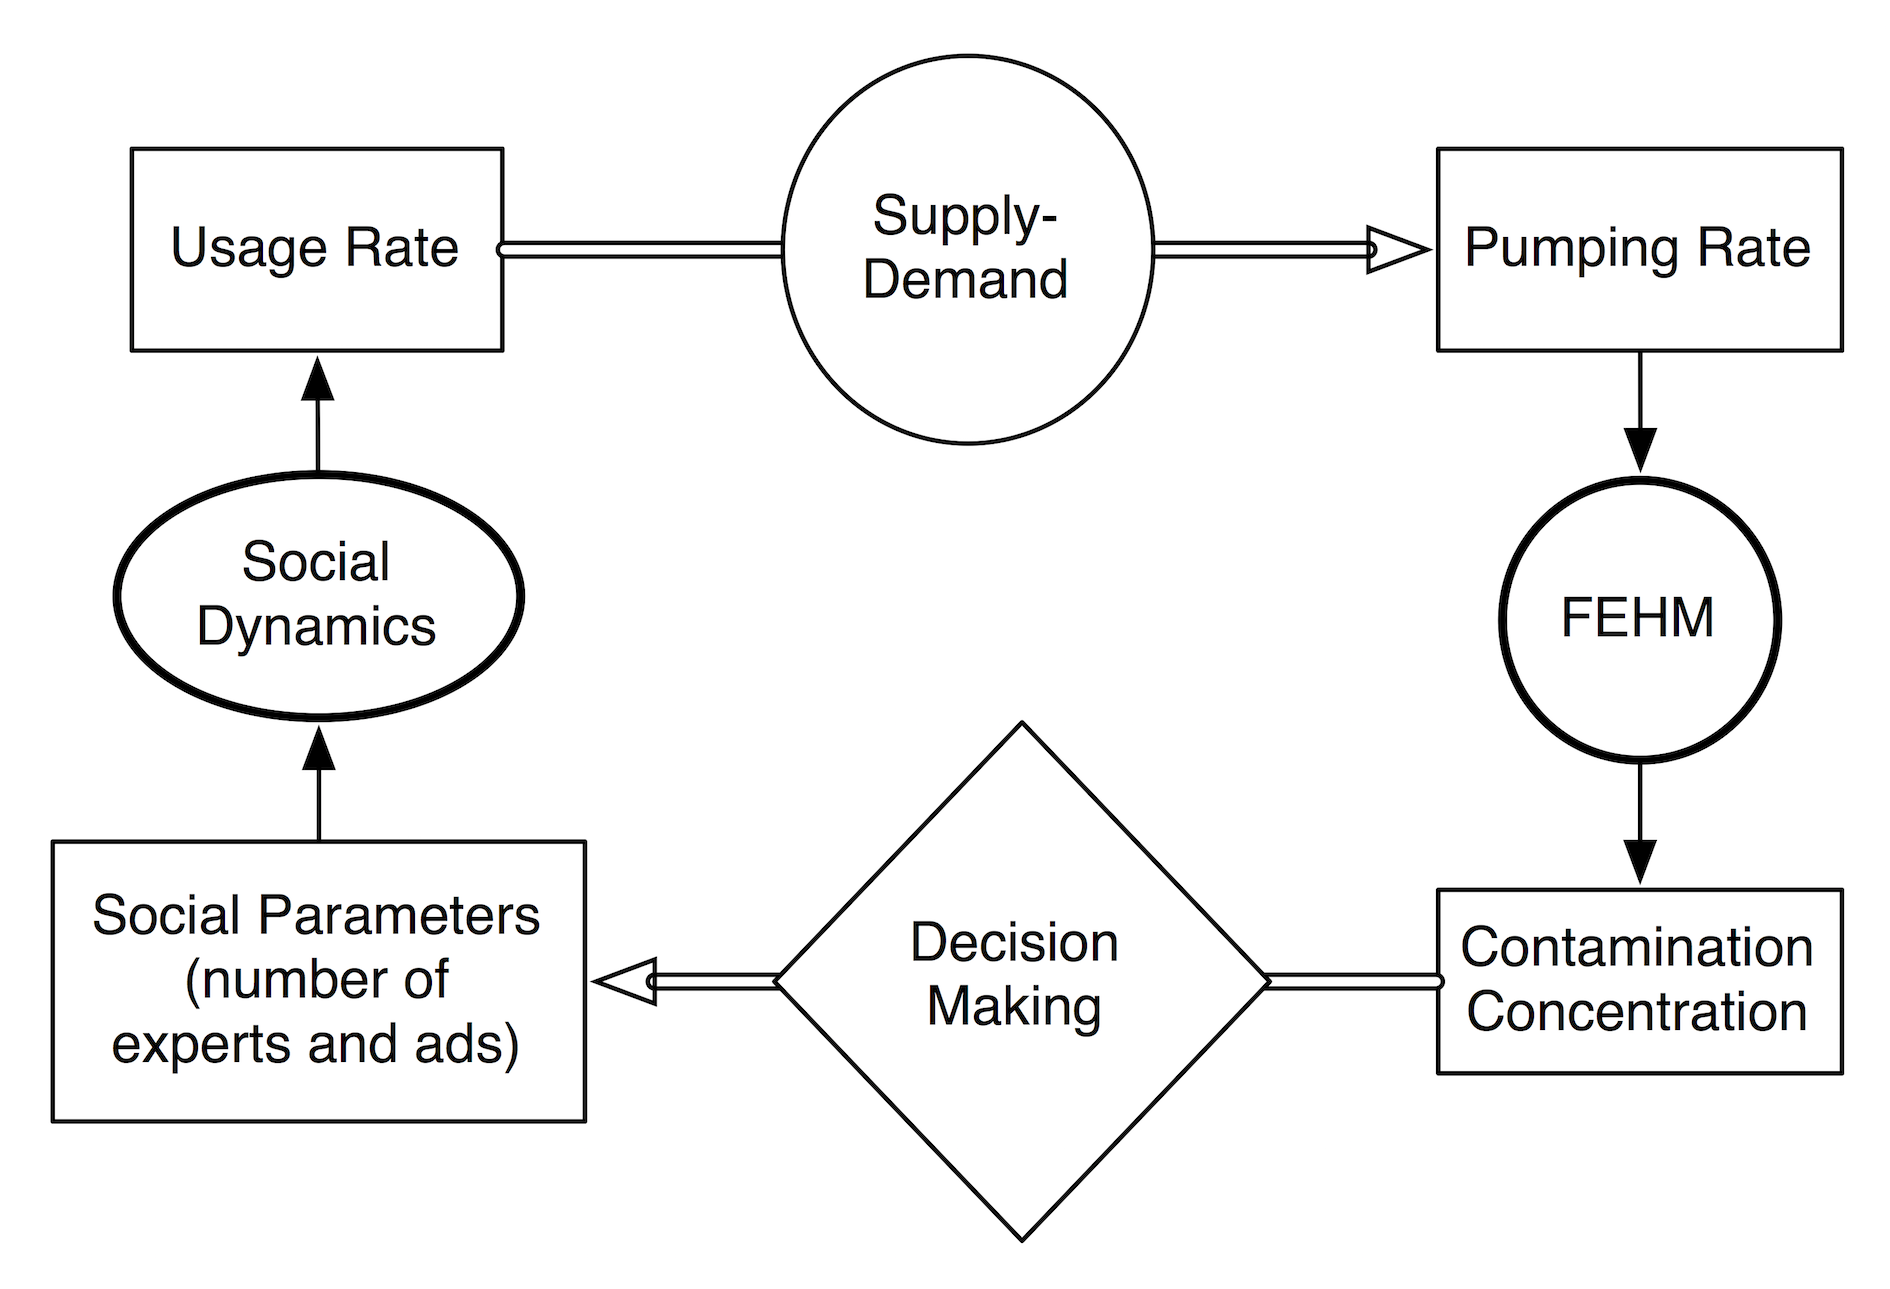 Usage Rate
Supply-
Demand
Pumping Rate
Social
Dynamics
FEHM
Social Parameters
(number of
experts and ads)
Decision
Making
Contamination
Concentration